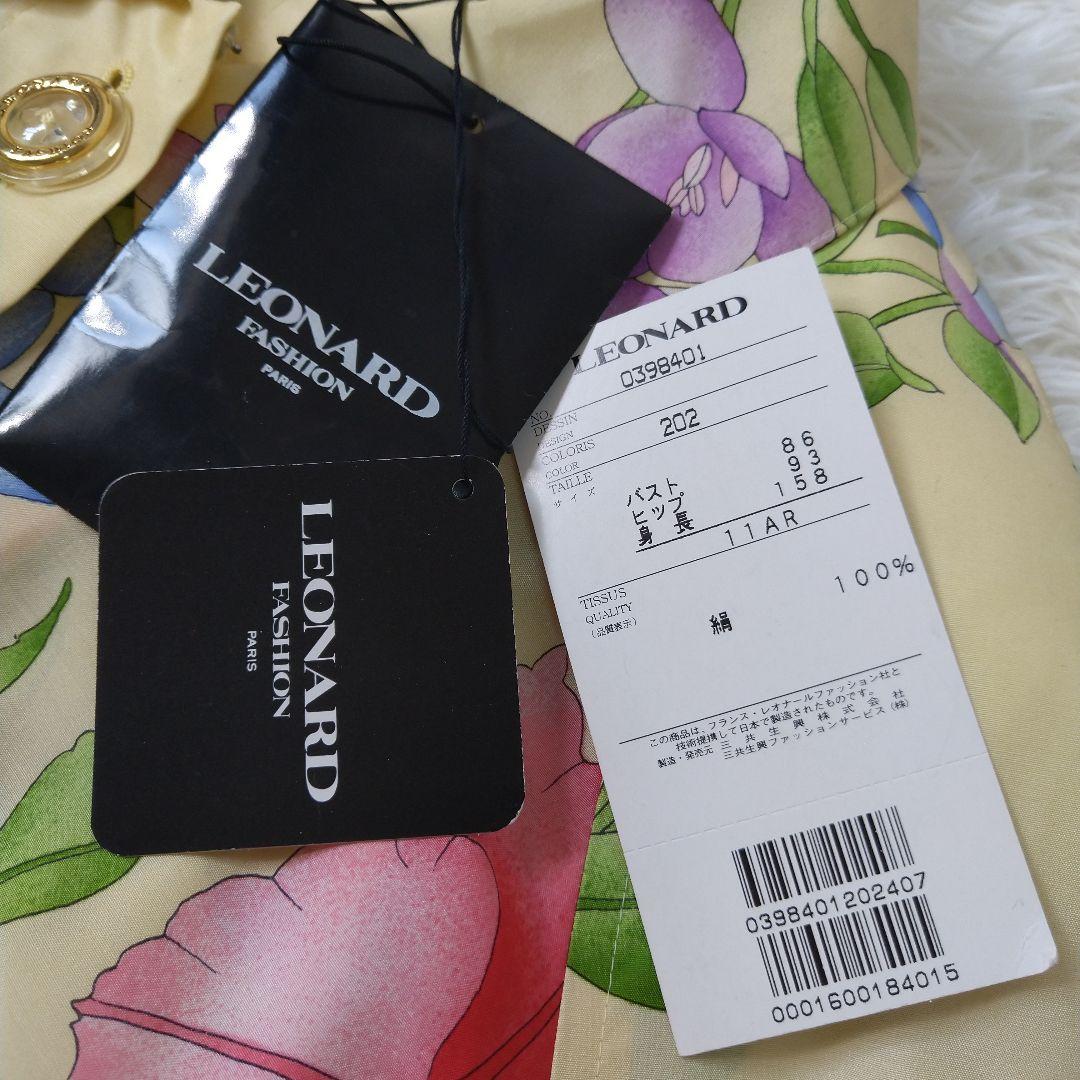 LEONARD
FASHION
PARIS
LEONARD
FASHION
PARIS
LEONARD
NO. 0398401
DESSIN
DESIGN
COLORIS 202
COLOR
TAILLE
サイズ
バスト 86
ヒップ 93
身長 158
11AR
TISSUS
QUALITY
(品質表示)
絹 100%
この商品は、フランス・レオナールファッション社と
技術提携して日本で製造されたものです。
製造・発売元 三共生興株式会社
三共生興ファッションサービス(株)
0398401202407
0001600184015